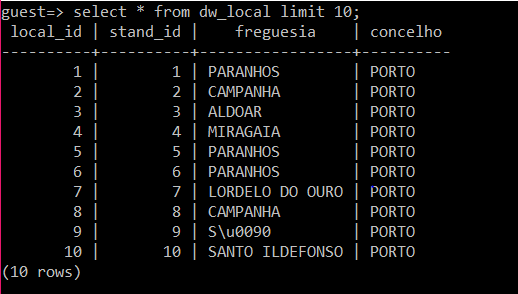 guest=> select * from dw_local limit 10;
 local_id | stand_id |    freguesia     | concelho
----------+----------+------------------+----------
        1 |        1 | PARANHOS         | PORTO
        2 |        2 | CAMPANHA         | PORTO
        3 |        3 | ALDOAR           | PORTO
        4 |        4 | MIRAGAIA         | PORTO
        5 |        5 | PARANHOS         | PORTO
        6 |        6 | PARANHOS         | PORTO
        7 |        7 | LORDELO DO OURO  | PORTO
        8 |        8 | CAMPANHA         | PORTO
        9 |        9 | S\u0090          | PORTO
       10 |       10 | SANTO ILDEFONSO  | PORTO
(10 rows)